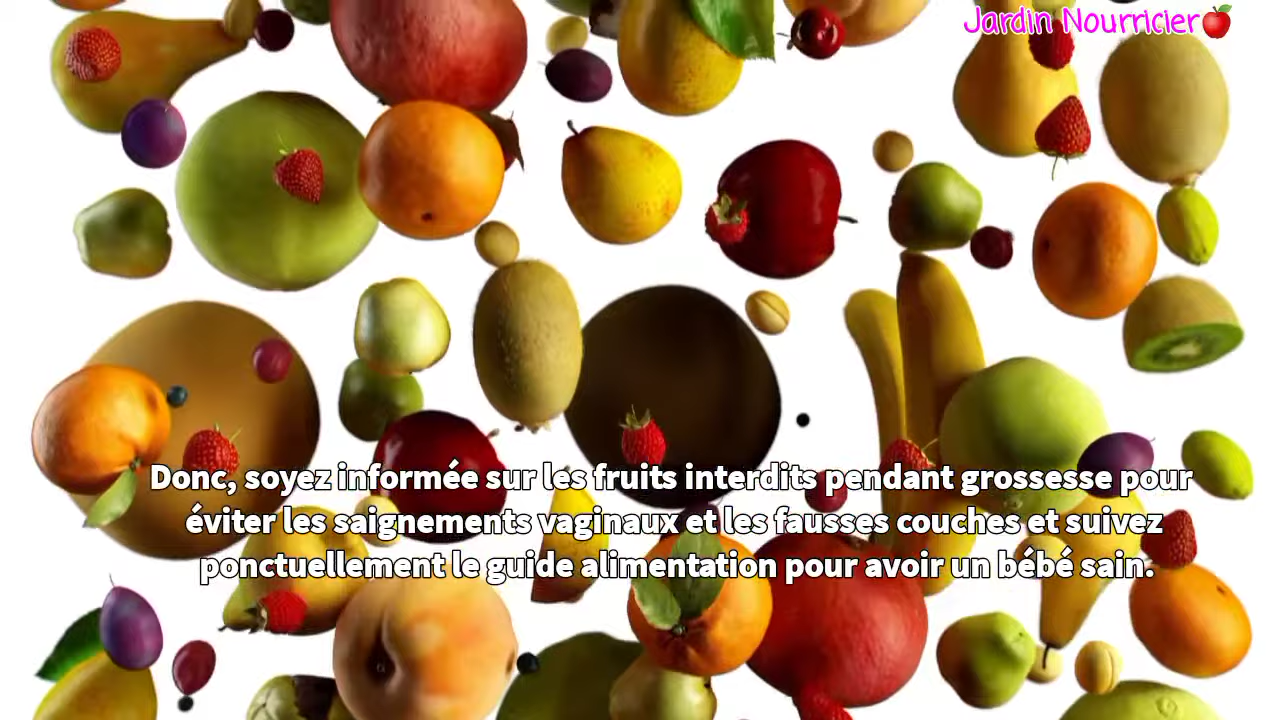 Jardin Nourricier
Donc, soyez informée sur les fruits interdits pendant grossesse pour
éviter les saignements vaginaux et les fausses couches et suivez
ponctuellement le guide alimentation pour avoir un bébé sain.